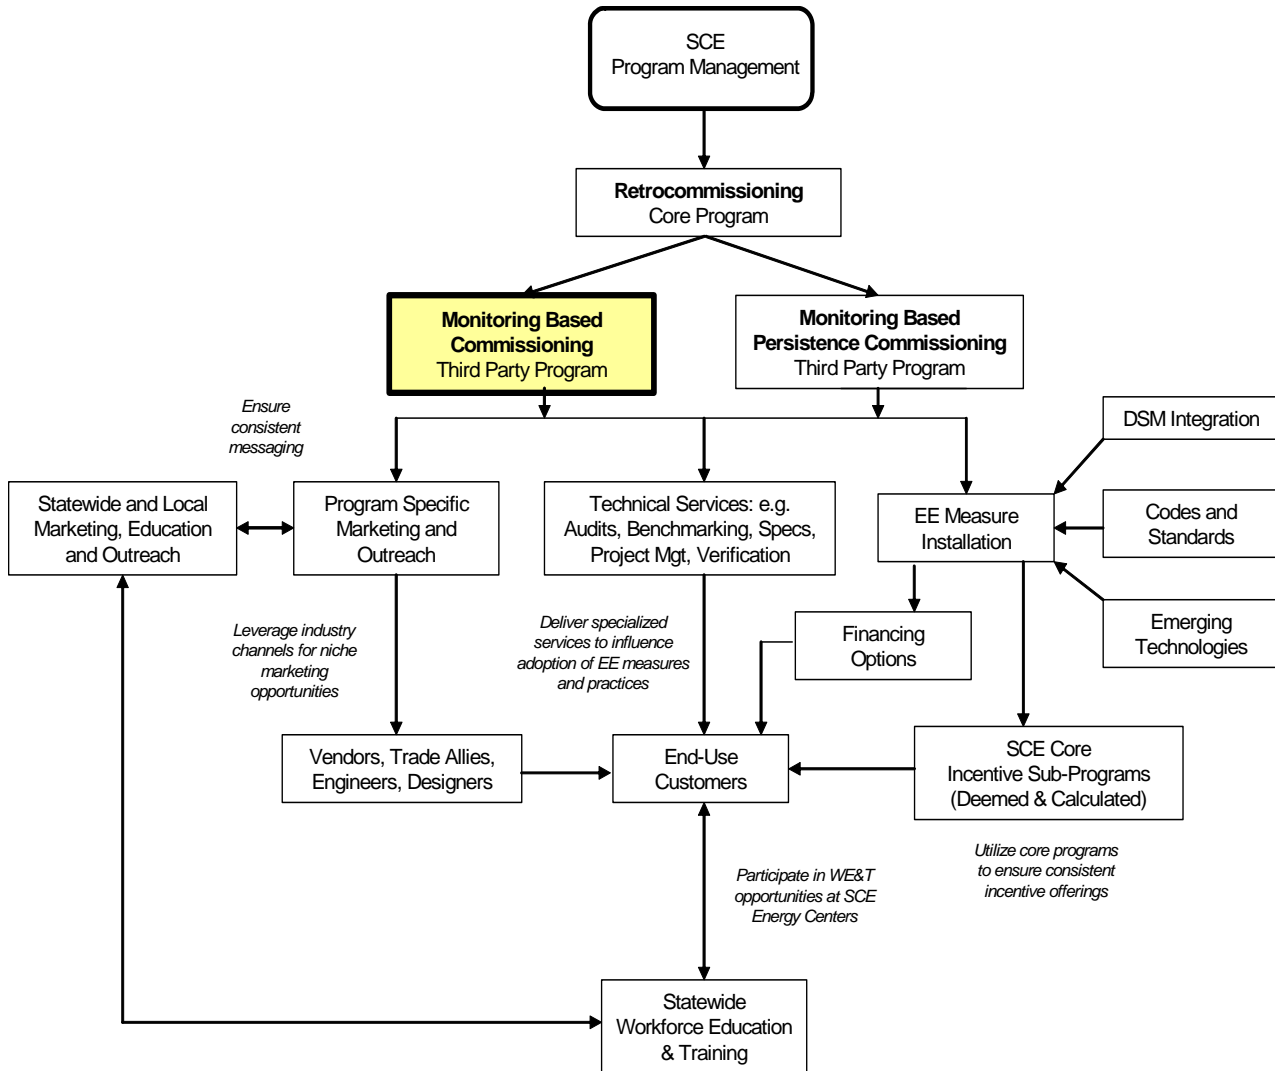 SCE
Program Management
Retrocommissioning
Core Program
Monitoring Based
Commissioning
Third Party Program
Monitoring Based
Persistence Commissioning
Third Party Program
Ensure
consistent
messaging
DSM Integration
Statewide and Local
Marketing, Education
and Outreach
Program Specific
Marketing and
Outreach
Technical Services: e.g.
Audits, Benchmarking, Specs,
Project Mgt, Verification
EE Measure
Installation
Codes and
Standards
Leverage industry
channels for niche
marketing
opportunities
Deliver specialized
services to influence
adoption of EE measures
and practices
Financing
Options
Emerging
Technologies
Vendors, Trade Allies,
Engineers, Designers
End-Use
Customers
SCE Core
Incentive Sub-Programs
(Deemed & Calculated)
Participate in WE&T
opportunities at SCE
Energy Centers
Utilize core programs
to ensure consistent
incentive offerings
Statewide
Workforce Education
& Training